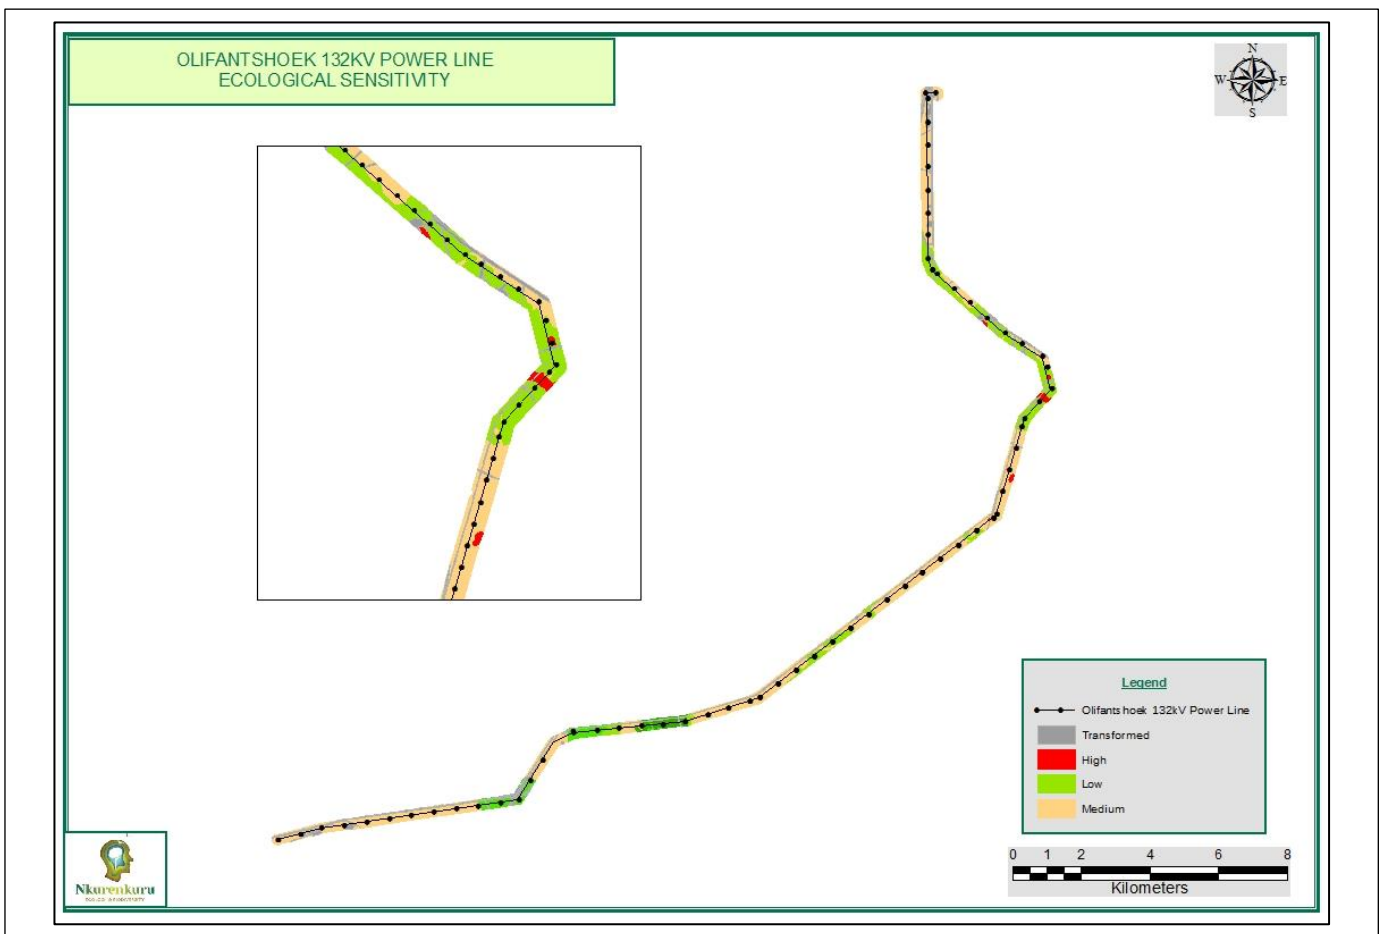 OLIFANTSHOEK 132KV POWER LINE
ECOLOGICAL SENSITIVITY
N
W
E
S
Legend
Olifantshoek 132kV Power Line
Transformed
High
Low
Medium
0 1 2 4 6 8
Kilometers
Nkurenkuru